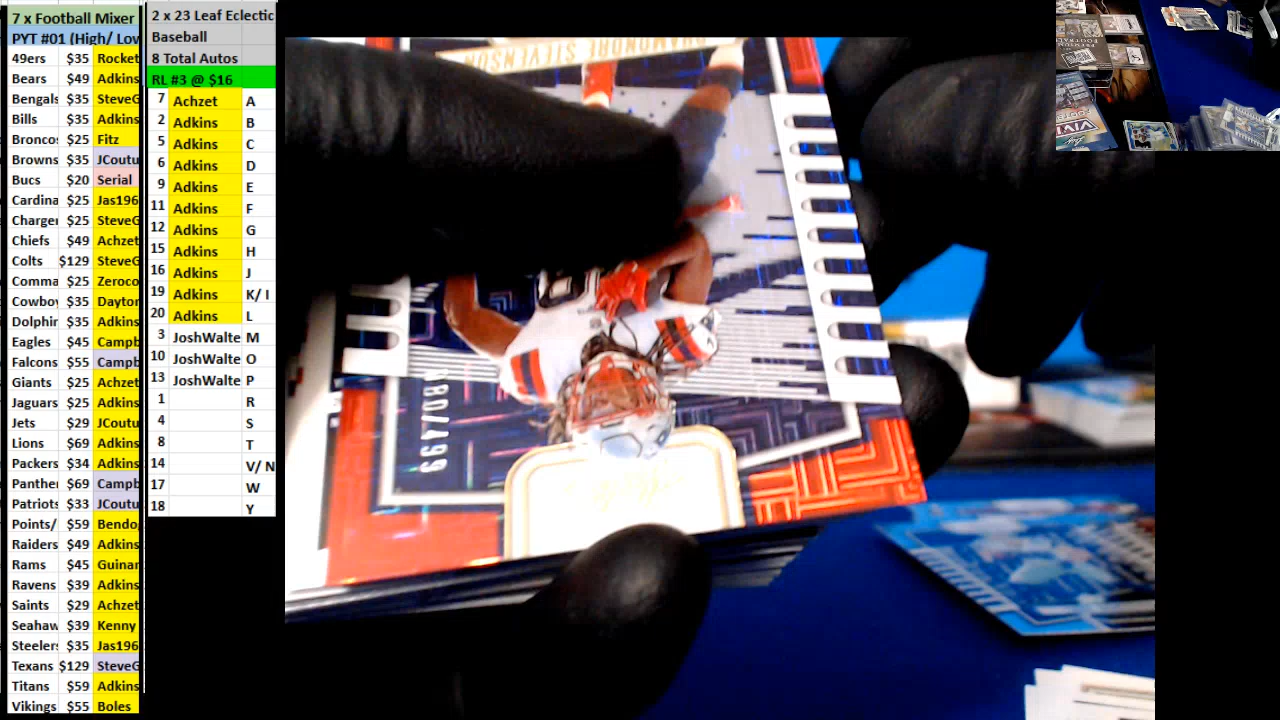 7 x Football Mixer
PYT #01 (High/ Lov
49ers $35 Rocket
Bears $49 Adkins
Bengals $35 SteveG
Bills $35 Adkins
Broncos $25 Fitz
Browns $35 JCoutu
Bucs $20 Serial
Cardina $25 Jas196
Charger $25 SteveG
Chiefs $49 Achzet
Colts $129 SteveG
Comma $25 Zeroco
Cowboy $35 Dayton
Dolphir $35 Adkins
Eagles $45 Campb
Falcons $55 Campb
Giants $25 Achzet
Jaguars $25 Adkins
Jets $29 JCoutu
Lions $69 Adkins
Packers $34 Adkins
Panthe $69 Campb
Patriots $33 JCoutu
Points/ $59 Bendo
Raiders $49 Adkins
Rams $45 Guinar
Ravens $39 Adkins
Saints $29 Achzet
Seahaw $39 Kenny
Steelers $35 Jas196
Texans $129 SteveG
Titans $59 Adkins
Vikings $55 Boles
2 x 23 Leaf Eclectic
Baseball
8 Total Autos
RL #3 @ $16
7 Achzet A
2 Adkins B
5 Adkins C
6 Adkins D
9 Adkins E
11 Adkins F
12 Adkins G
15 Adkins H
16 Adkins J
19 Adkins K/ I
20 Adkins L
3 JoshWalte M
10 JoshWalte O
13 JoshWalte P
1 R
4 S
8 T
14 V/ N
17 W
18 Y
STEVENSON
480/499